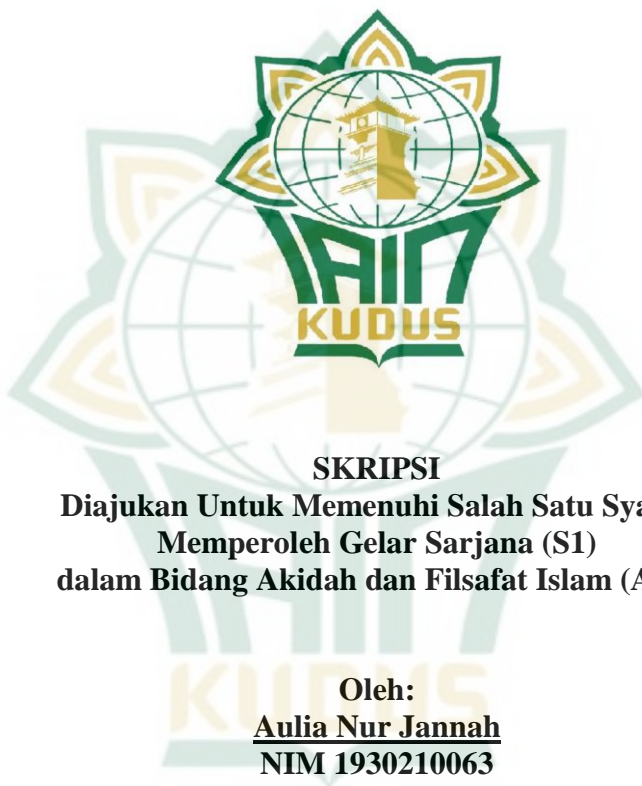 IAIN
KUDUS
SKRIPSI
Diajukan Untuk Memenuhi Salah Satu
Memperoleh Gelar Sarjana (S1)
dalam Bidang Akidah dan Filsafat Islam
Oleh:
Aulia Nur Jannah
NIM 1930210063